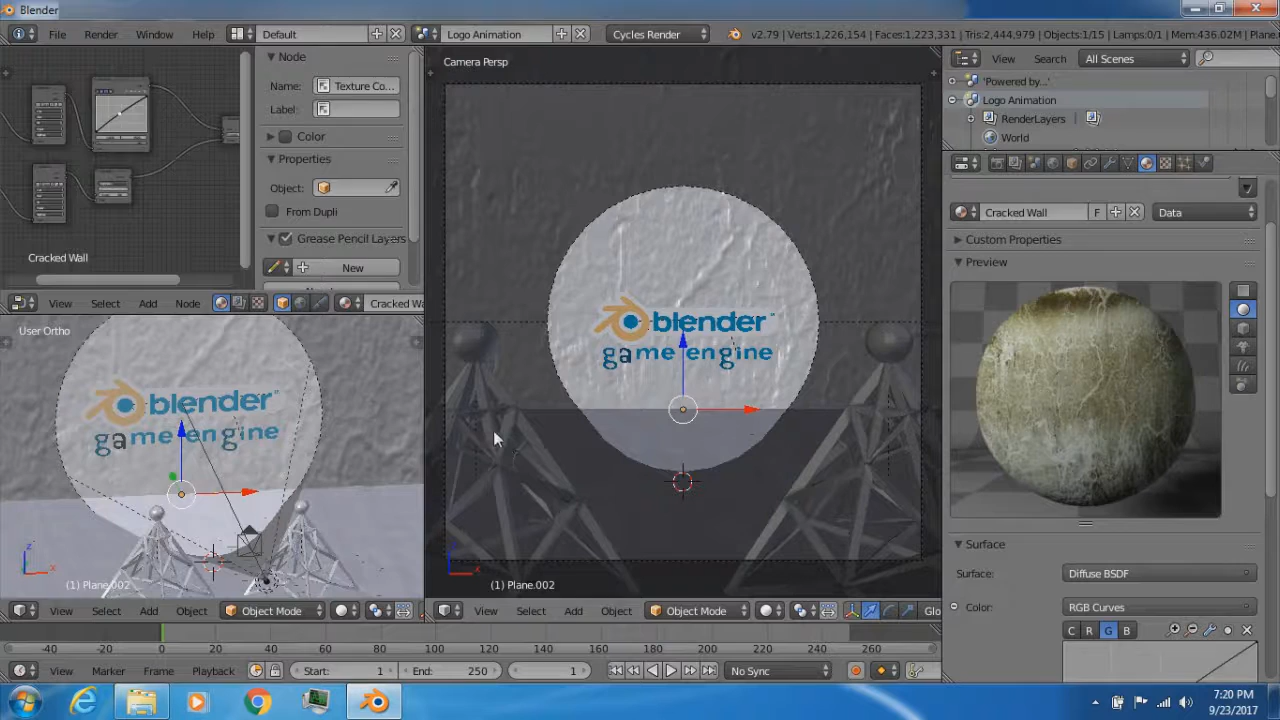 Blender
File Render Window Help Default Logo Animation Cycles Render v2.79 | Verts:1,226,154 | Faces:1,223,331 | Tris:2,444,979 | Objects:1/15 | Lamps:0/1 | Mem:436.02M | Plane.
Node
Name: Texture Co...
Label:
Color
Properties
Object:
From Dupli
Grease Pencil Layers
New
Cracked Wall
View Select Add Node Cracked Wa
User Ortho
blender
game engine
(1) Plane.002
View Select Add Object Object Mode
Camera Persp
blender
game engine
(1) Plane.002
View Select Add Object Object Mode Glo
View Search All Scenes
'Powered by...'
Logo Animation
RenderLayers
World
Cracked Wall F Data
Custom Properties
Preview
Surface
Surface: Diffuse BSDF
Color: RGB Curves
C R G B
-40 -20 0 20 40 60 80 100 120 140 160 180 200 220 240 260
View Marker Frame Playback Start: 1 End: 250 1 No Sync
7:20 PM
9/23/2017